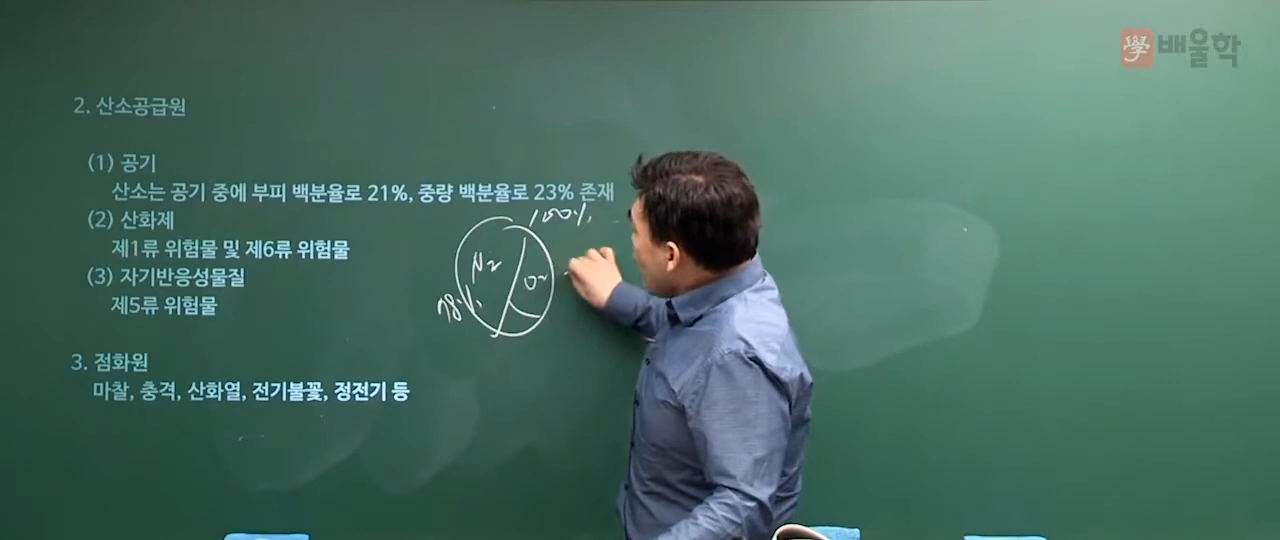 學 배울학
2. 산소공급원
(1) 공기
산소는 공기 중에 부피 백분율로 21%, 중량 백분율로 23% 존재
(2) 산화제
제1류 위험물 및 제6류 위험물
(3) 자기반응성물질
제5류 위험물
100%
N2
O2
78%
3. 점화원
마찰, 충격, 산화열, 전기불꽃, 정전기 등